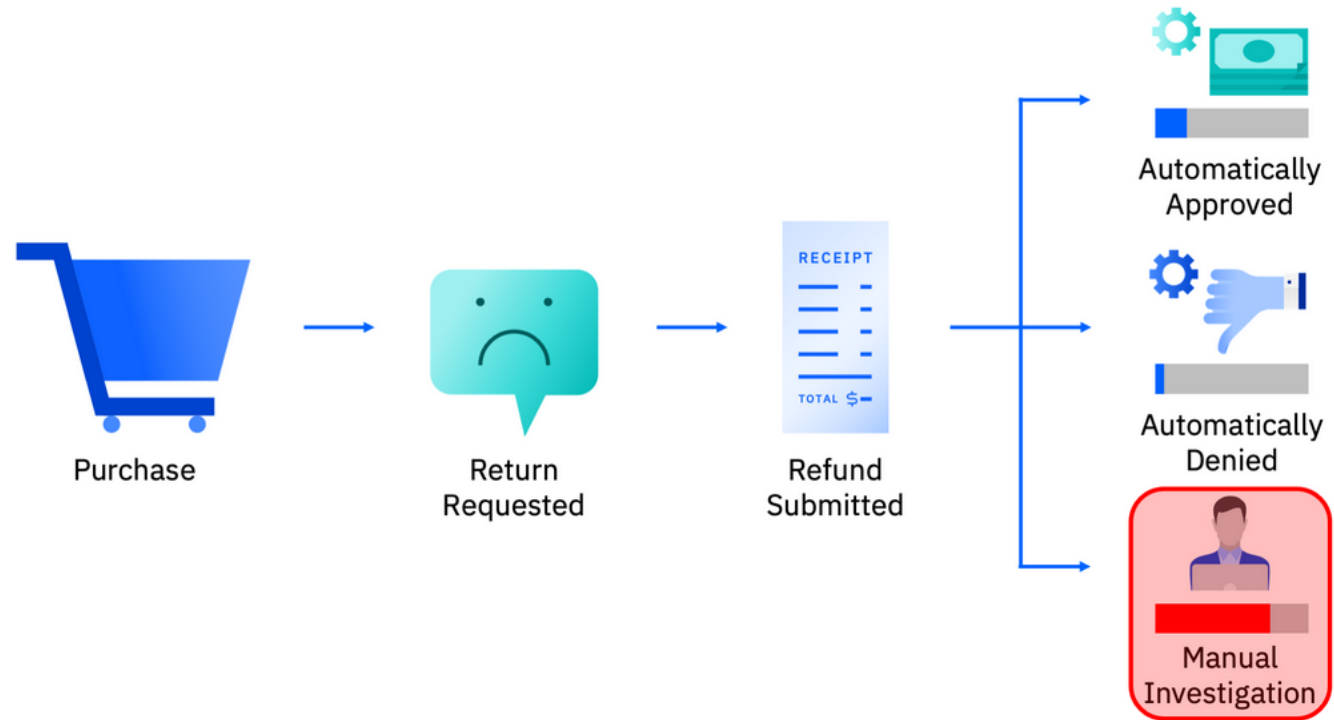 Purchase
Return
Requested
RECEIPT
TOTAL $
Refund
Submitted
Automatically
Approved
Automatically
Denied
Manual
Investigation